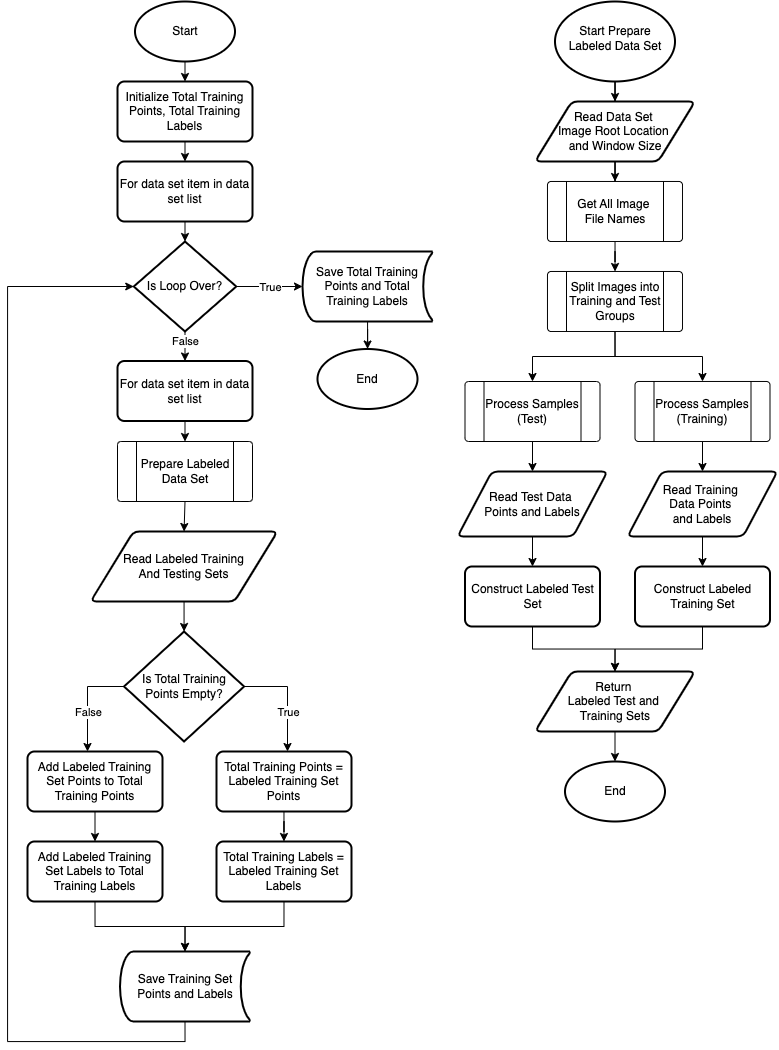 Start
Initialize Total Training
Points, Total Training
Labels
For data set item in data
set list
Is Loop Over?
True
Save Total Training
Points and Total
Training Labels
End
False
For data set item in data
set list
Prepare Labeled
Data Set
Read Labeled Training
And Testing Sets
Is Total Training
Points Empty?
False
True
Add Labeled Training
Set Points to Total
Training Points
Total Training Points =
Labeled Training Set
Points
Add Labeled Training
Set Labels to Total
Training Labels
Total Training Labels =
Labeled Training Set
Labels
Save Training Set
Points and Labels
Start Prepare
Labeled Data Set
Read Data Set
Image Root Location
and Window Size
Get All Image
File Names
Split Images into
Training and Test
Groups
Process Samples
(Test)
Process Samples
(Training)
Read Test Data
Points and Labels
Read Training
Data Points
and Labels
Construct Labeled Test
Set
Construct Labeled
Training Set
Return
Labeled Test and
Training Sets
End